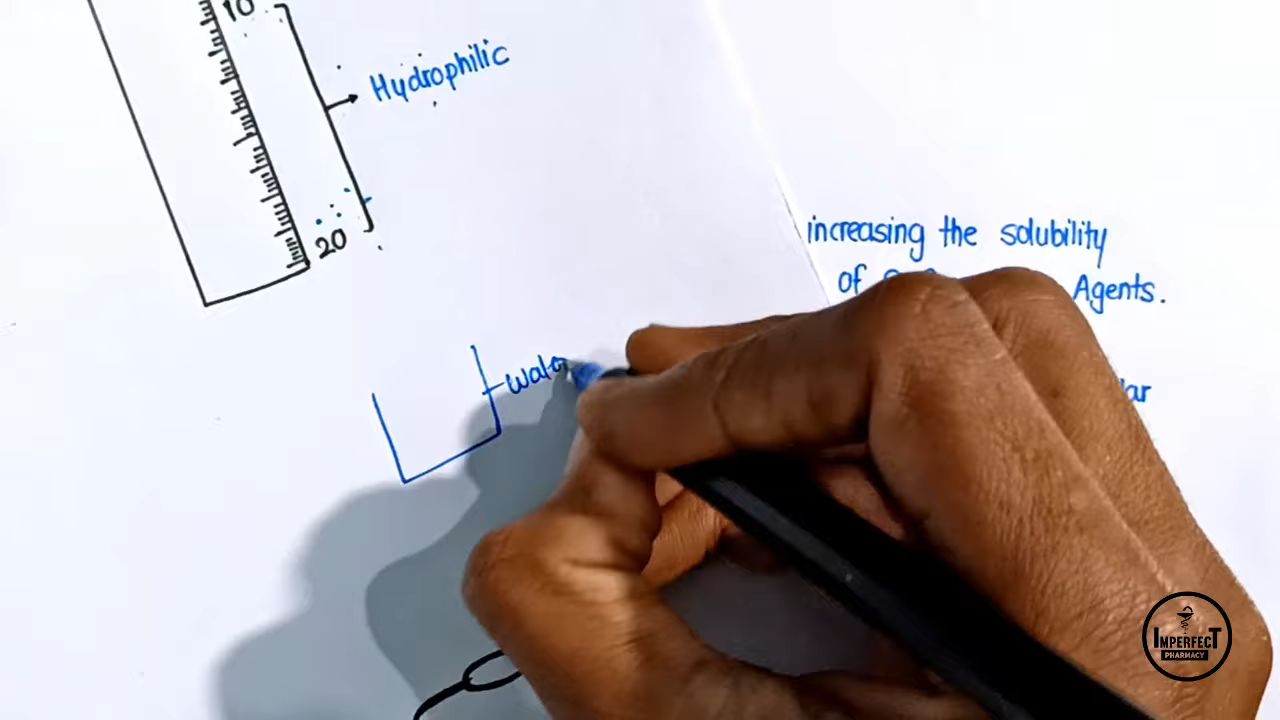 10
Hydrophilic
20
increasing the solubility
of
Agents.
IMPERFECT
PHARMACY